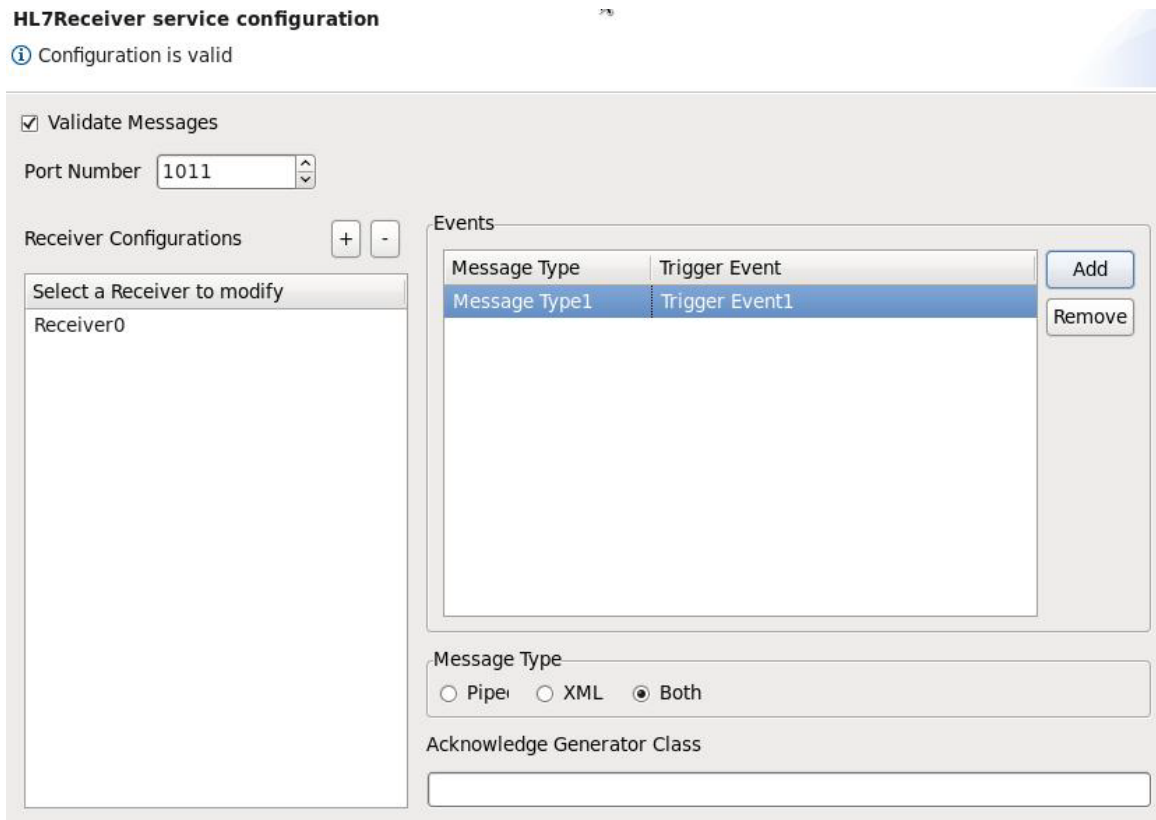 HL7Receiver service configuration
Configuration is valid
Validate Messages
Port Number 1011
Receiver Configurations + -
Select a Receiver to modify
Receiver0
Events
Message Type Trigger Event
Message Type1 Trigger Event1
Add
Remove
Message Type
XML Both
Acknowledge Generator Class